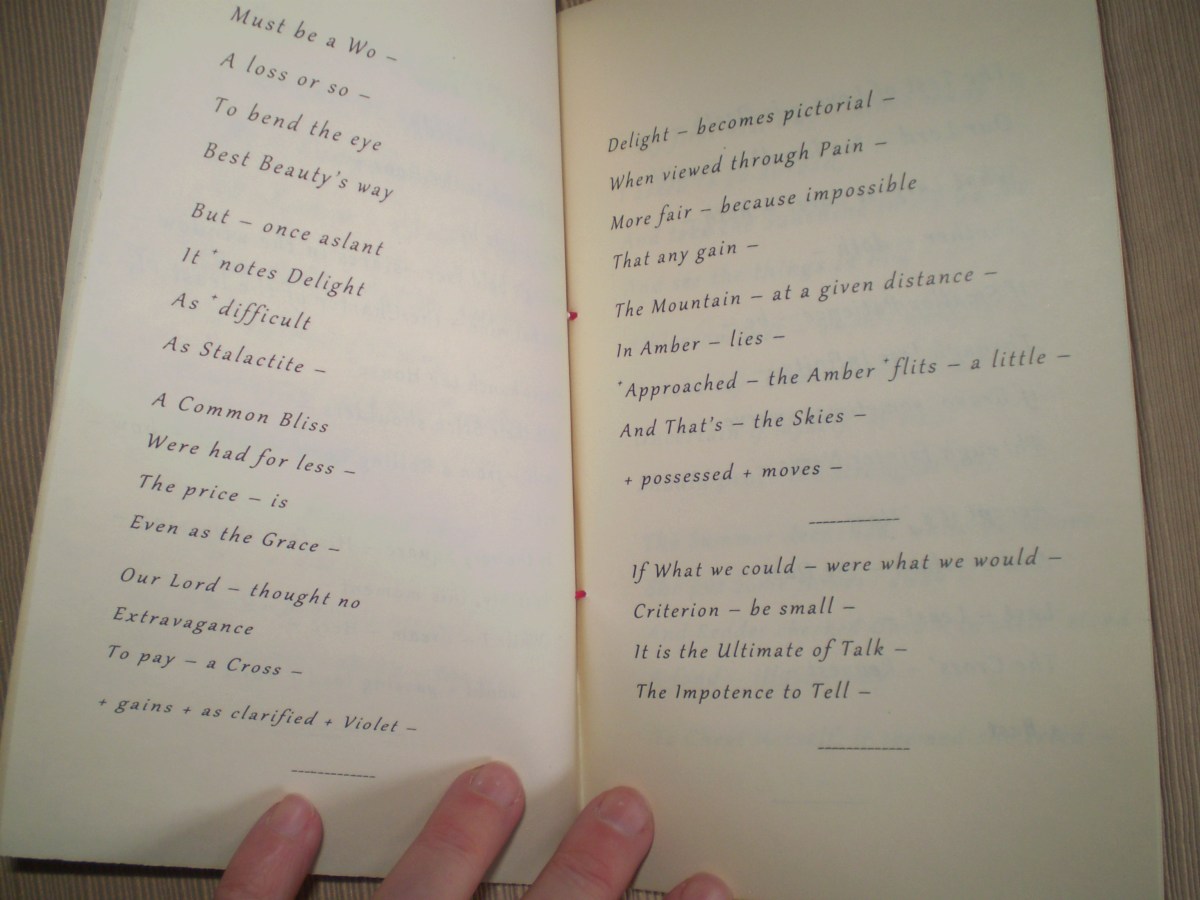 Must be a Wo –
A loss or so –
To bend the eye
Best Beauty's way
But – once aslant
It +notes Delight
As +difficult
As Stalactite –
A Common Bliss
Were had for less –
The price – is
Even as the Grace –
Our Lord – thought no
Extravagance
To pay – a Cross –
+ gains + as clarified + Violet –
Delight – becomes pictorial –
When viewed through Pain –
More fair – because impossible
That any gain –
The Mountain – at a given distance –
In Amber – lies –
+Approached – the Amber +flits – a little –
And That's – the Skies –
+ possessed + moves –
If What we could – were what we would –
Criterion – be small –
It is the Ultimate of Talk –
The Impotence to Tell –